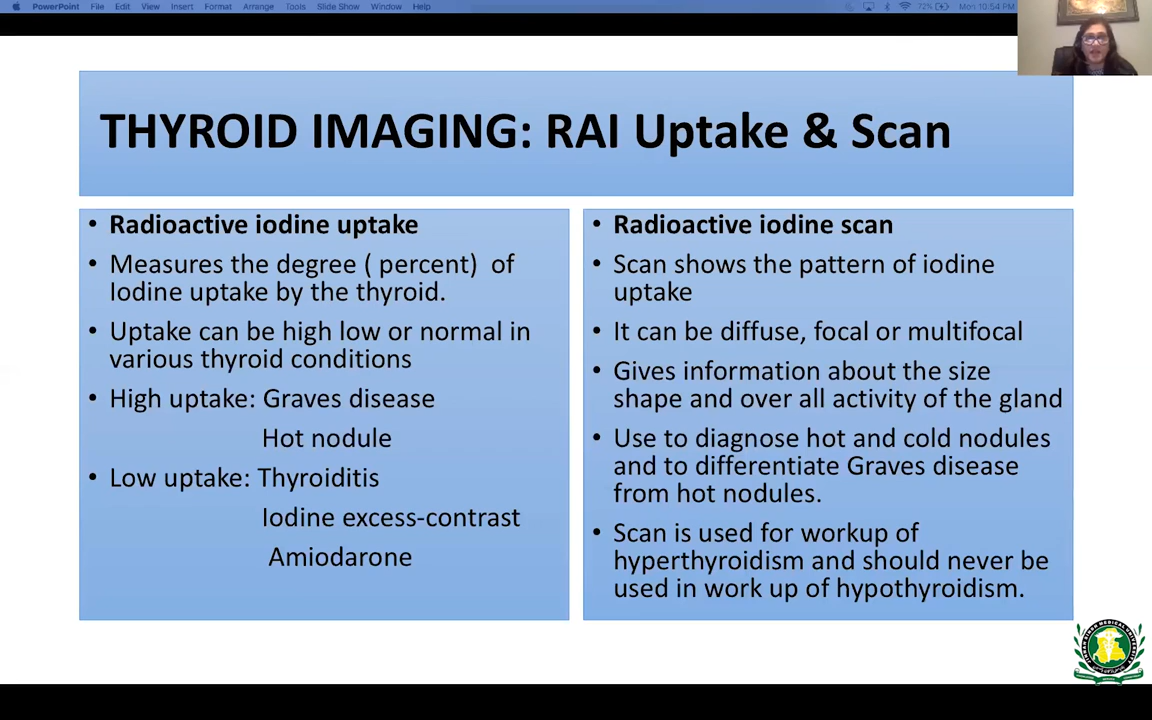 PowerPoint File Edit View Insert Format Arrange Tools Slide Show Window Help
72% Mon 10:54 PM
THYROID IMAGING: RAI Uptake & Scan
• Radioactive iodine uptake
• Measures the degree ( percent) of
Iodine uptake by the thyroid.
• Uptake can be high low or normal in
various thyroid conditions
• High uptake: Graves disease
Hot nodule
• Low uptake: Thyroiditis
Iodine excess-contrast
Amiodarone
• Radioactive iodine scan
• Scan shows the pattern of iodine
uptake
• It can be diffuse, focal or multifocal
• Gives information about the size
shape and over all activity of the gland
• Use to diagnose hot and cold nodules
and to differentiate Graves disease
from hot nodules.
• Scan is used for workup of
hyperthyroidism and should never be
used in work up of hypothyroidism.